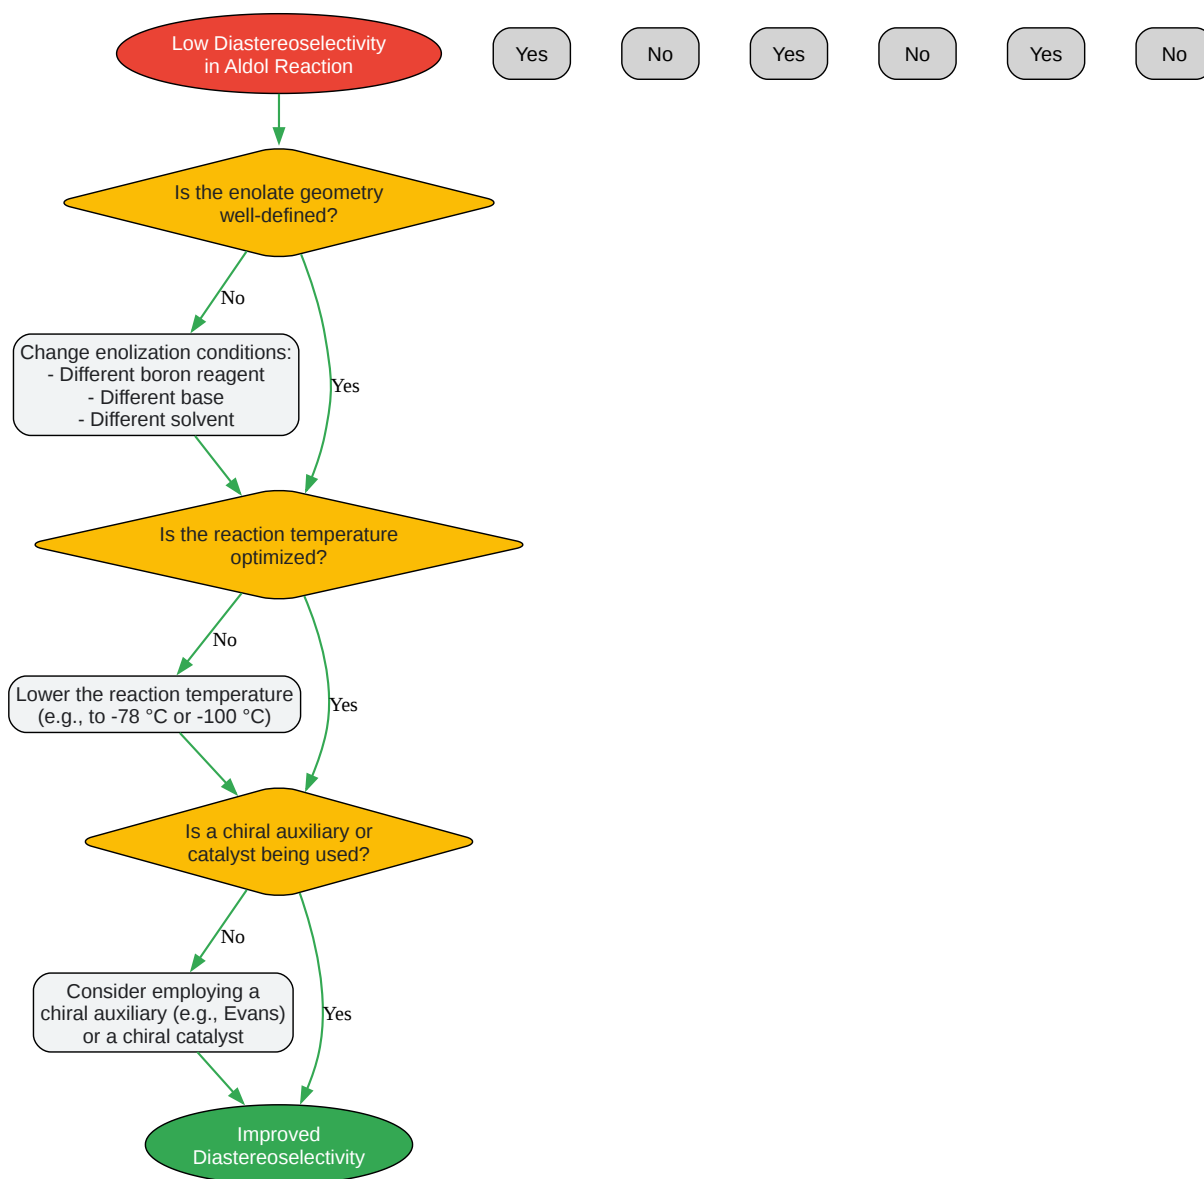 Low Diastereoselectivity
in Aldol Reaction
Yes
No
Yes
No
Yes
No
Is the enolate geometry
well-defined?
No
Change enolization conditions:
- Different boron reagent
- Different base
- Different solvent
Yes
Is the reaction temperature
optimized?
No
Lower the reaction temperature
(e.g., to -78 °C or -100 °C)
Yes
Is a chiral auxiliary or
catalyst being used?
No
Consider employing a
chiral auxiliary (e.g., Evans)
or a chiral catalyst
Yes
Improved
Diastereoselectivity